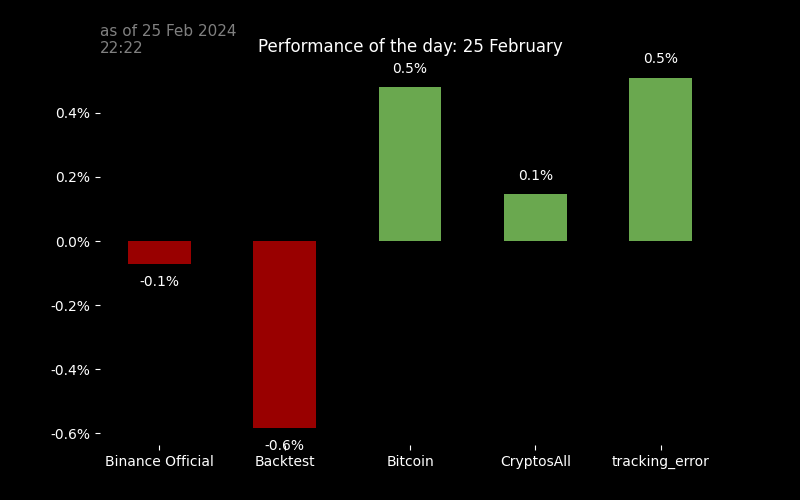 as of 25 Feb 2024
22:22
Performance of the day: 25 February
0.5%
0.5%
0.4%
0.2%
0.1%
0.0%
-0.1%
-0.2%
-0.4%
-0.6%
-0.6%
Binance Official
Backtest
Bitcoin
CryptosAll
tracking_error